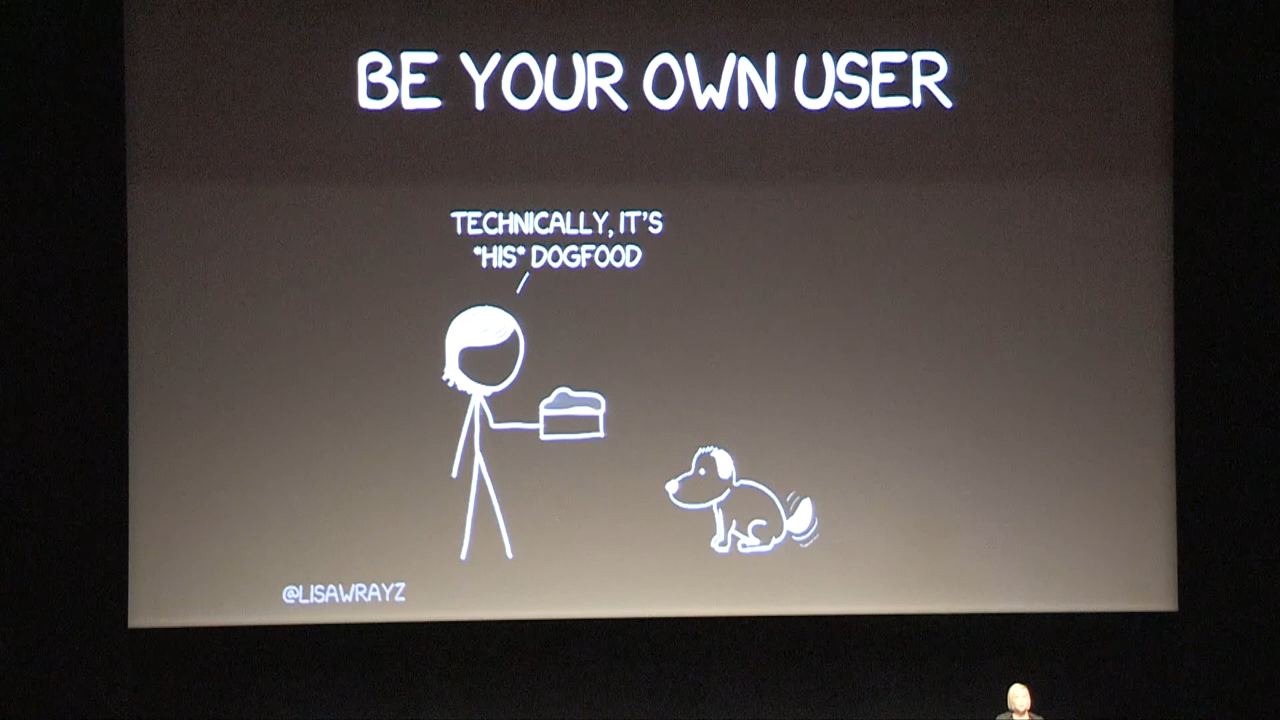 BE YOUR OWN USER
TECHNICALLY, IT'S
*HIS* DOGFOOD
@LISAWRAYZ